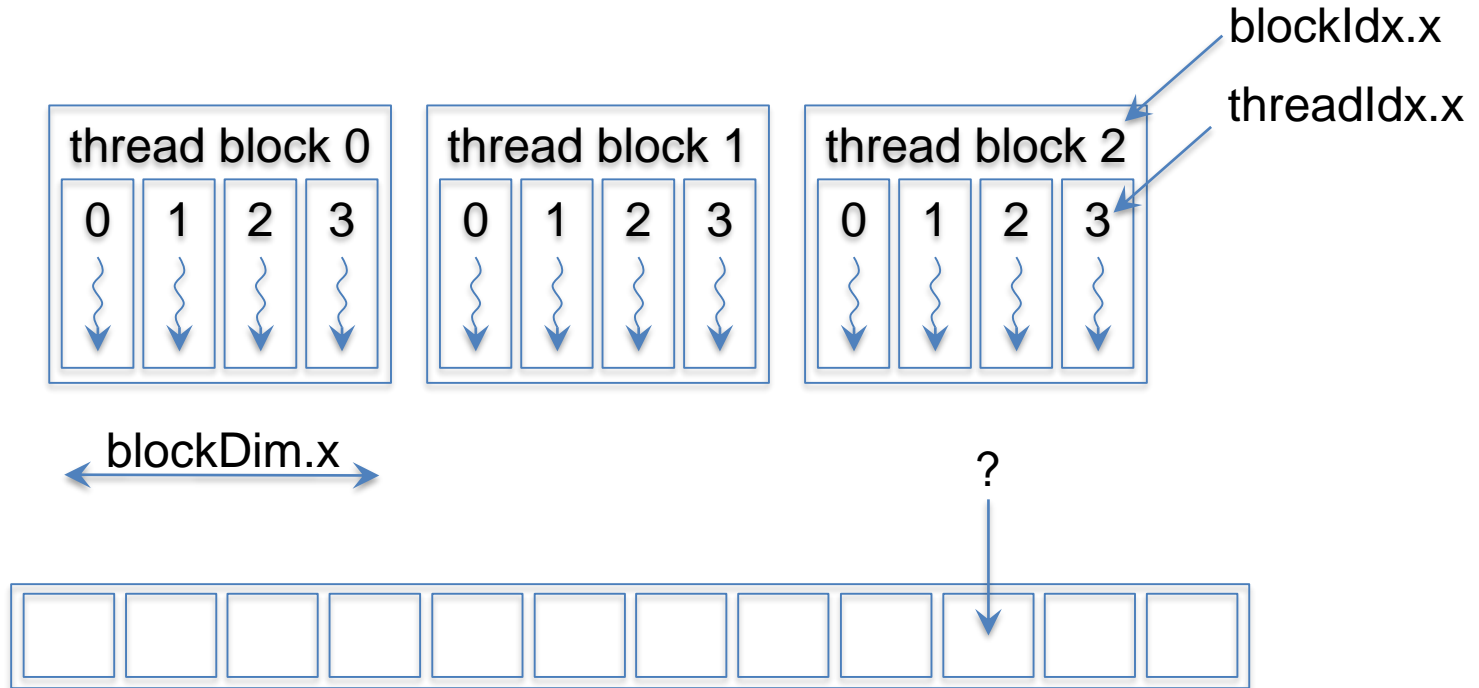 blockIdx.x
threadIdx.x
thread block 0
0 1 2 3
thread block 1
0 1 2 3
thread block 2
0 1 2 3
blockDim.x
?